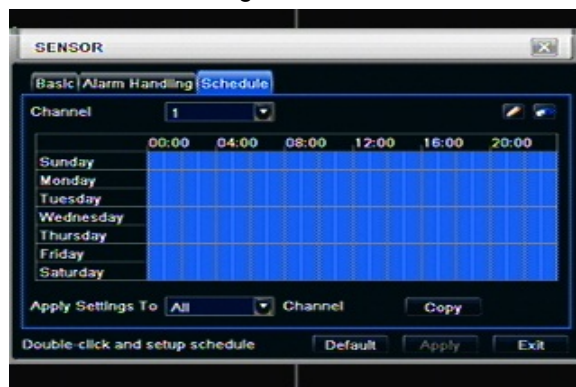 SENSOR
Basic Alarm Handling Schedule
Channel 1
00:00 04:00 08:00 12:00 16:00 20:00
Sunday
Monday
Tuesday
Wednesday
Thursday
Friday
Saturday
Apply Settings To All Channel Copy
Double-click and setup schedule Default Apply Exit